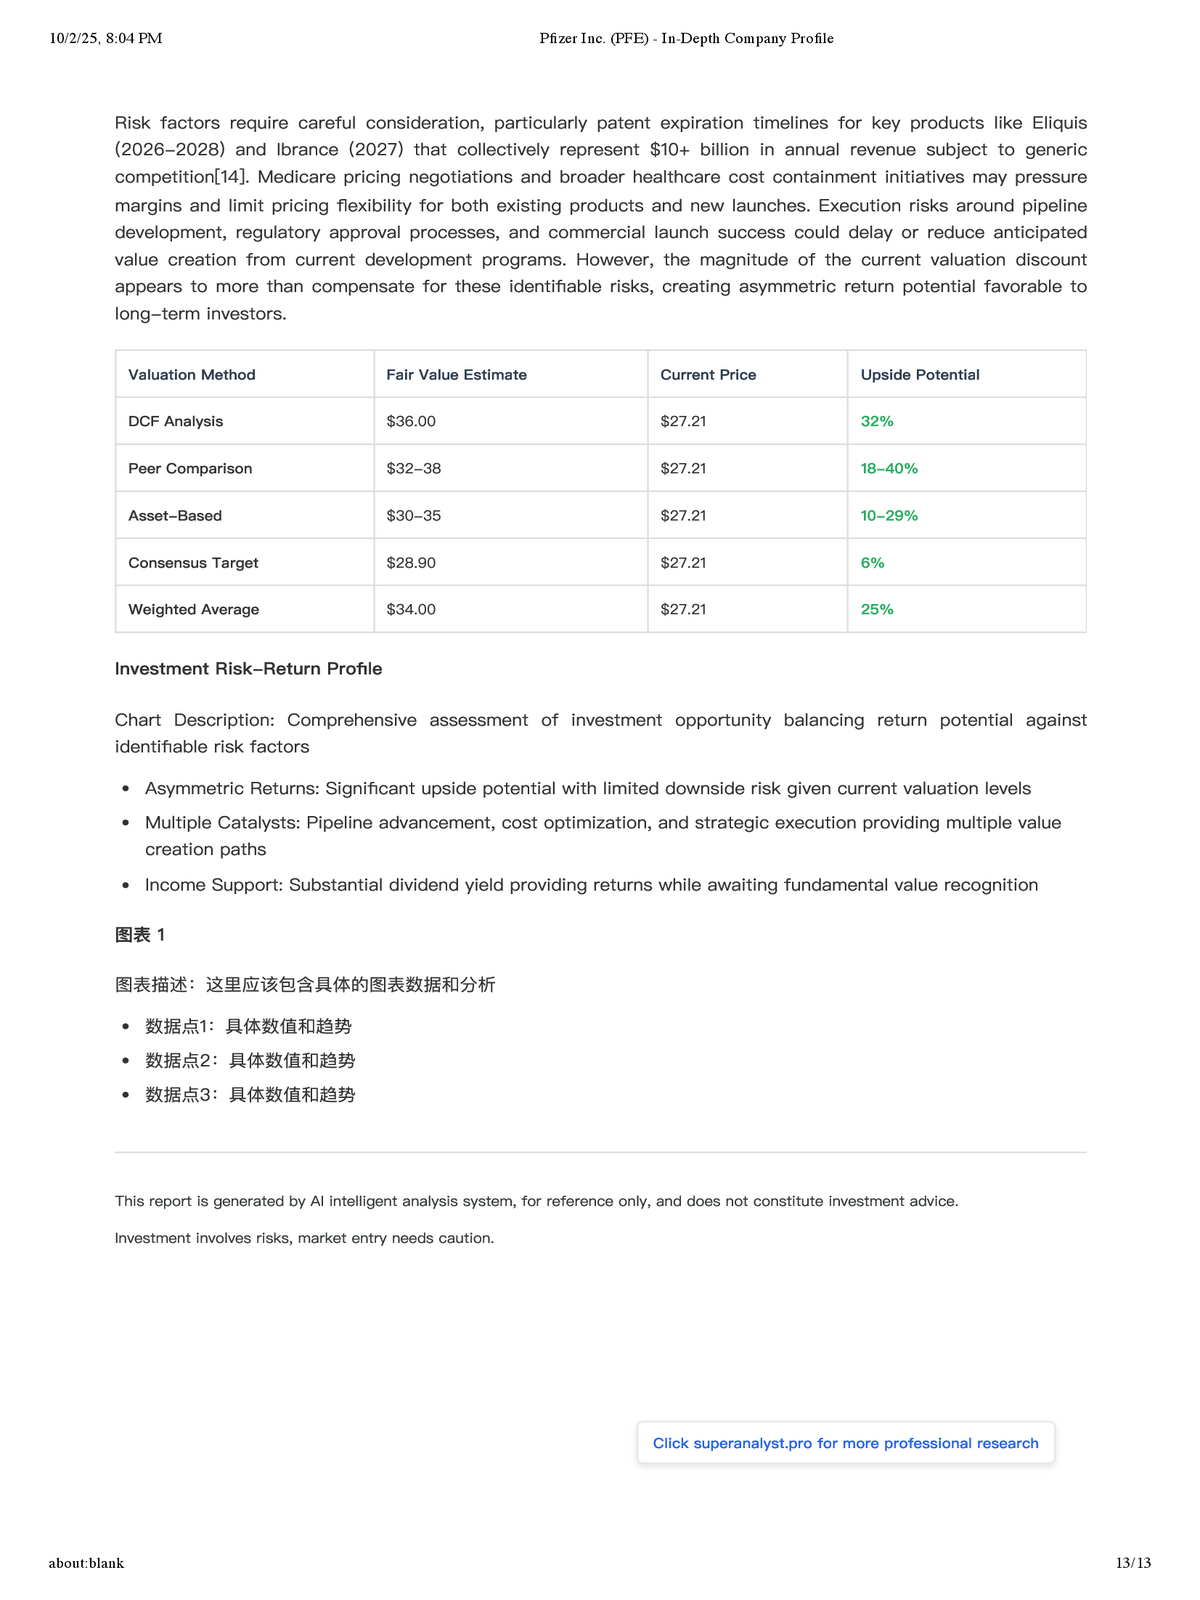 10/2/25, 8:04 PM
Pfizer Inc. (PFE) - In-Depth Company Profile
Risk factors require careful consideration, particularly patent expiration timelines for key products like Eliquis
(2026–2028) and Ibrance (2027) that collectively represent $10+ billion in annual revenue subject to generic
competition[14]. Medicare pricing negotiations and broader healthcare cost containment initiatives may pressure
margins and limit pricing flexibility for both existing products and new launches. Execution risks around pipeline
development, regulatory approval processes, and commercial launch success could delay or reduce anticipated
value creation from current development programs. However, the magnitude of the current valuation discount
appears to more than compensate for these identifiable risks, creating asymmetric return potential favorable to
long–term investors.
Valuation Method Fair Value Estimate Current Price Upside Potential
DCF Analysis $36.00 $27.21 32%
Peer Comparison $32–38 $27.21 18–40%
Asset–Based $30–35 $27.21 10–29%
Consensus Target $28.90 $27.21 6%
Weighted Average $34.00 $27.21 25%
Investment Risk–Return Profile
Chart Description: Comprehensive assessment of investment opportunity balancing return potential against
identifiable risk factors
• Asymmetric Returns: Significant upside potential with limited downside risk given current valuation levels
• Multiple Catalysts: Pipeline advancement, cost optimization, and strategic execution providing multiple value
creation paths
• Income Support: Substantial dividend yield providing returns while awaiting fundamental value recognition
图表 1
图表描述：这里应该包含具体的图表数据和分析
• 数据点1：具体数值和趋势
• 数据点2：具体数值和趋势
• 数据点3：具体数值和趋势
This report is generated by AI intelligent analysis system, for reference only, and does not constitute investment advice.
Investment involves risks, market entry needs caution.
Click superanalyst.pro for more professional research
about:blank
13/13